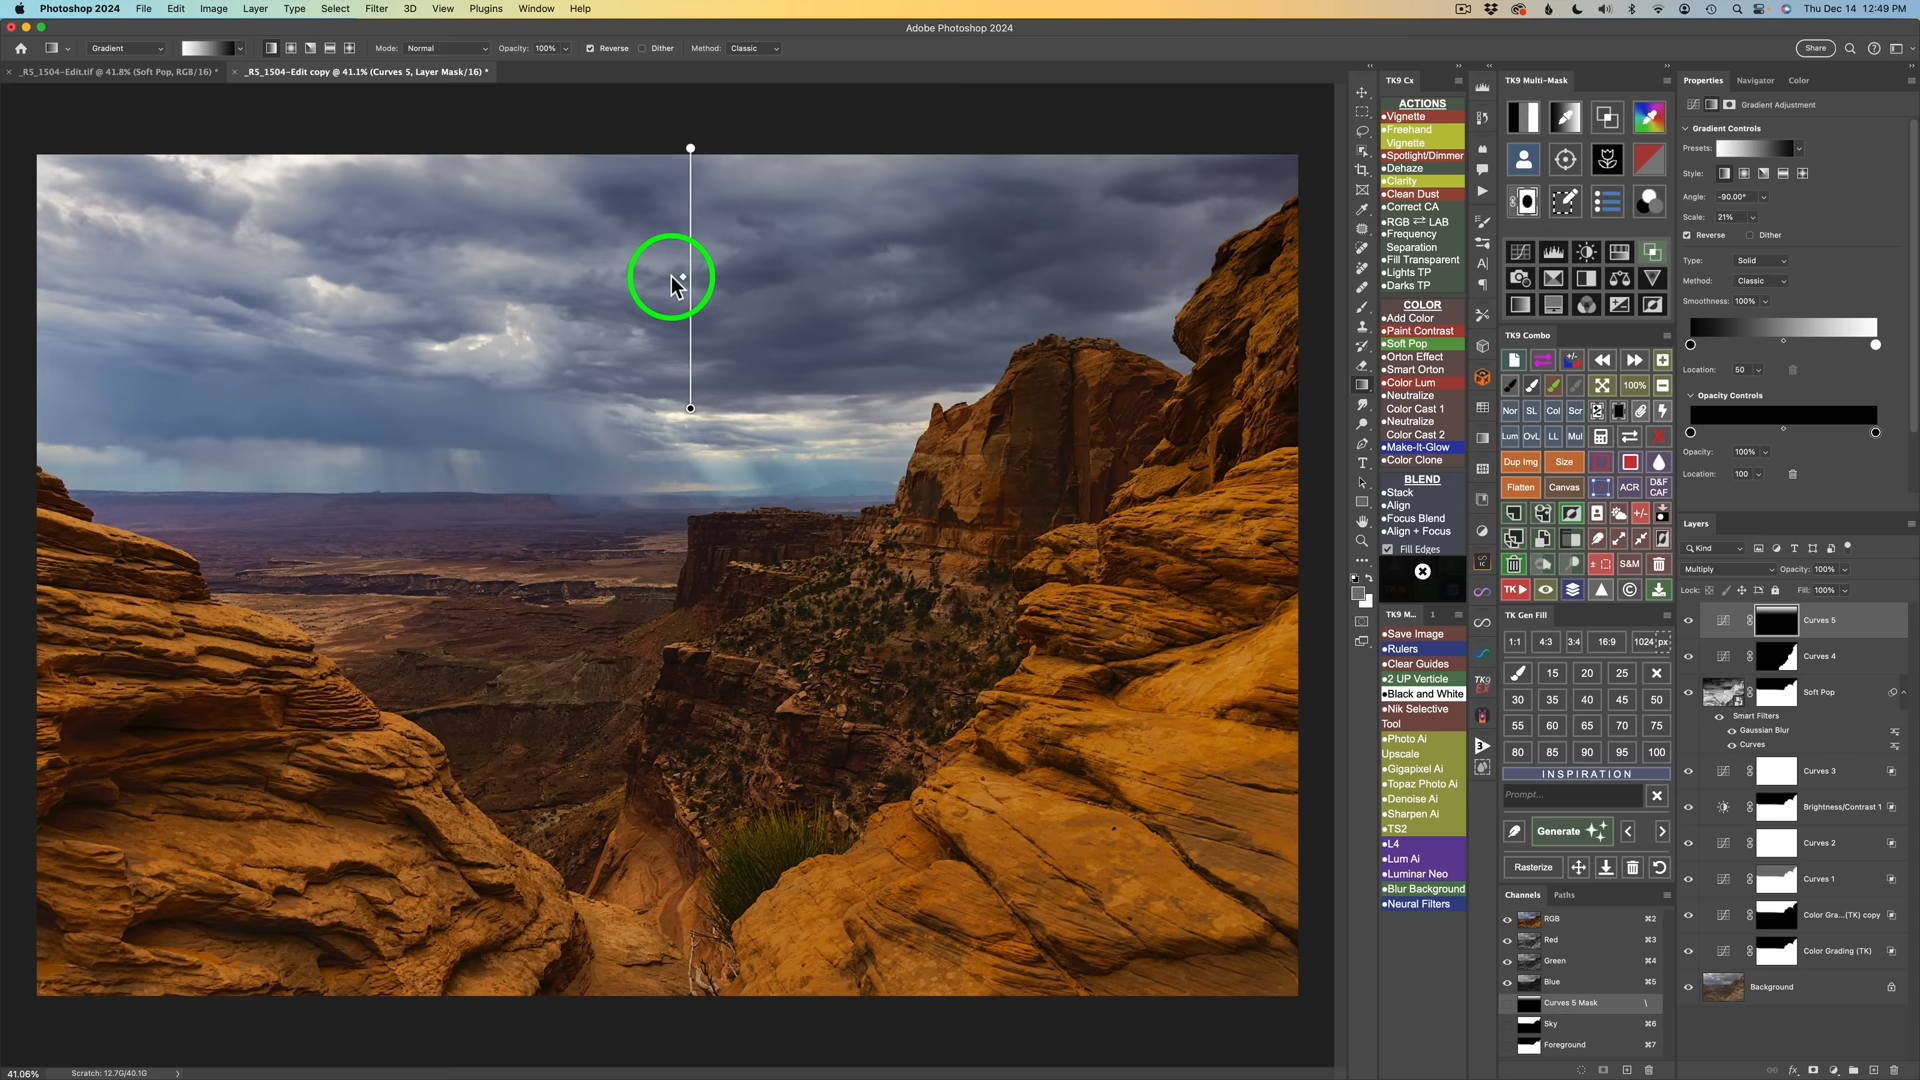 Photoshop 2024 File Edit Image Layer Type Select Filter 3D View Plugins Window Help Thu Dec 14 12:49 PM
Adobe Photoshop 2024
Gradient Mode: Normal Opacity: 100% Reverse Dither Method: Classic Share
× _R5_1504-Edit.tif @ 41.8% (Soft Pop, RGB/16) * × _R5_1504-Edit copy @ 41.1% (Curves 5, Layer Mask/16) *
TK9 Cx
ACTIONS
•Vignette
•Freehand
Vignette
•Spotlight/Dimmer
•Dehaze
•Clarity
•Clean Dust
•Correct CA
•RGB ⇄ LAB
•Frequency
Separation
•Fill Transparent
•Lights TP
•Darks TP
COLOR
•Add Color
•Paint Contrast
•Soft Pop
•Orton Effect
•Smart Orton
•Color Lum
•Neutralize
Color Cast 1
•Neutralize
Color Cast 2
•Make-It-Glow
•Color Clone
BLEND
•Stack
•Align
•Focus Blend
•Align + Focus
Fill Edges
TK9 M... 1
•Save Image
•Rulers
•Clear Guides
•2 UP Verticle
•Black and White
•Nik Selective
Tool
•Photo Ai
Upscale
•Gigapixel Ai
•Topaz Photo Ai
•Denoise Ai
•Sharpen Ai
•TS2
•L4
•Lum Ai
•Luminar Neo
•Blur Background
•Neural Filters
TK9 Multi-Mask
TK9 Combo
100%
Nor SL Col Scr
Lum OvL LL Mul
Dup Img Size
Flatten Canvas ACR D&F CAF
+/-
S&M
TK▶
TK Gen Fill
1:1 4:3 3:4 16:9 1024 px
15 20 25
30 35 40 45 50
55 60 65 70 75
80 85 90 95 100
INSPIRATION
Prompt...
Generate
Rasterize
Channels Paths
RGB ⌘2
Red ⌘3
Green ⌘4
Blue ⌘5
Curves 5 Mask \
Sky ⌘6
Foreground ⌘7
Properties Navigator Color
Gradient Adjustment
Gradient Controls
Presets:
Style:
Angle: -90.00°
Scale: 21%
Reverse Dither
Type: Solid
Method: Classic
Smoothness: 100%
Location: 50
Opacity Controls
Opacity: 100%
Location: 100
Layers
Kind
Multiply Opacity: 100%
Lock: Fill: 100%
Curves 5
Curves 4
Soft Pop
Smart Filters
Gaussian Blur
Curves
Curves 3
Brightness/Contrast 1
Curves 2
Curves 1
Color Gra...(TK) copy
Color Grading (TK)
Background
41.06% Scratch: 12.7G/40.1G